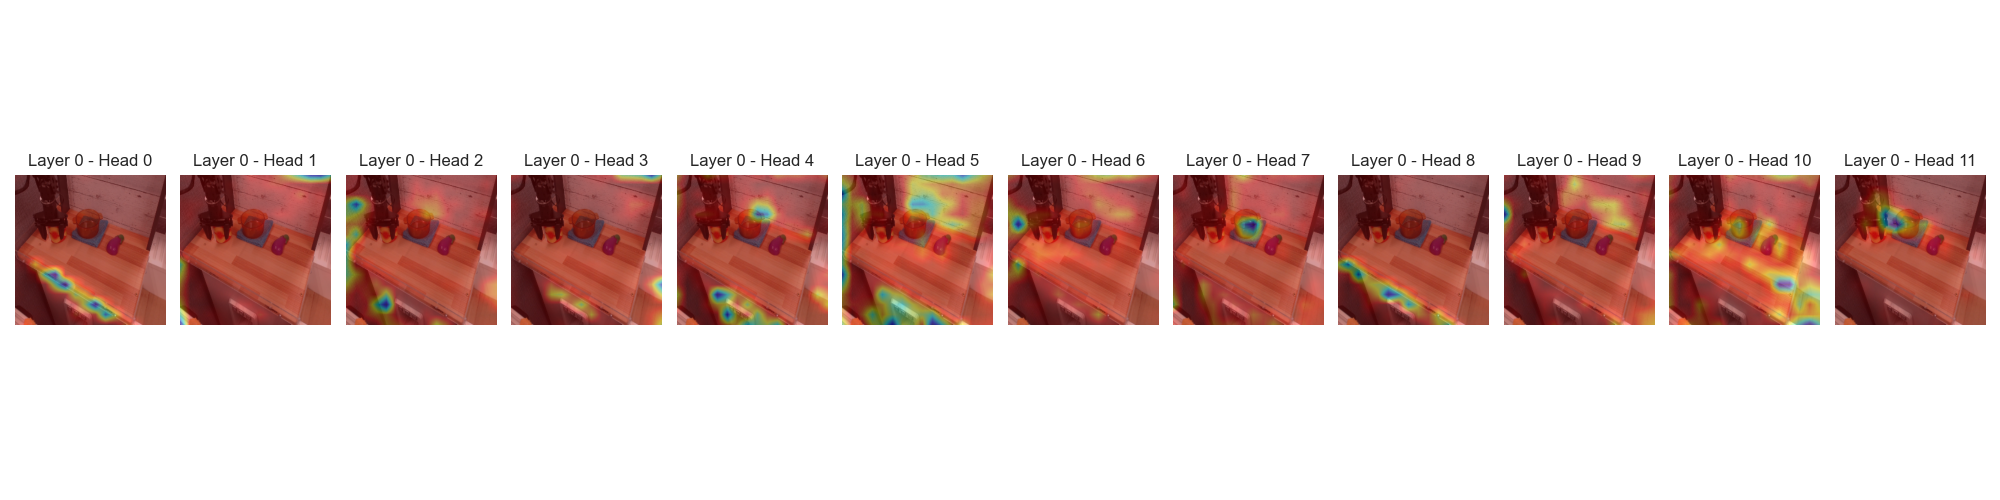 Layer 0 - Head 0
Layer 0 - Head 1
Layer 0 - Head 2
Layer 0 - Head 3
Layer 0 - Head 4
Layer 0 - Head 5
Layer 0 - Head 6
Layer 0 - Head 7
Layer 0 - Head 8
Layer 0 - Head 9
Layer 0 - Head 10
Layer 0 - Head 11